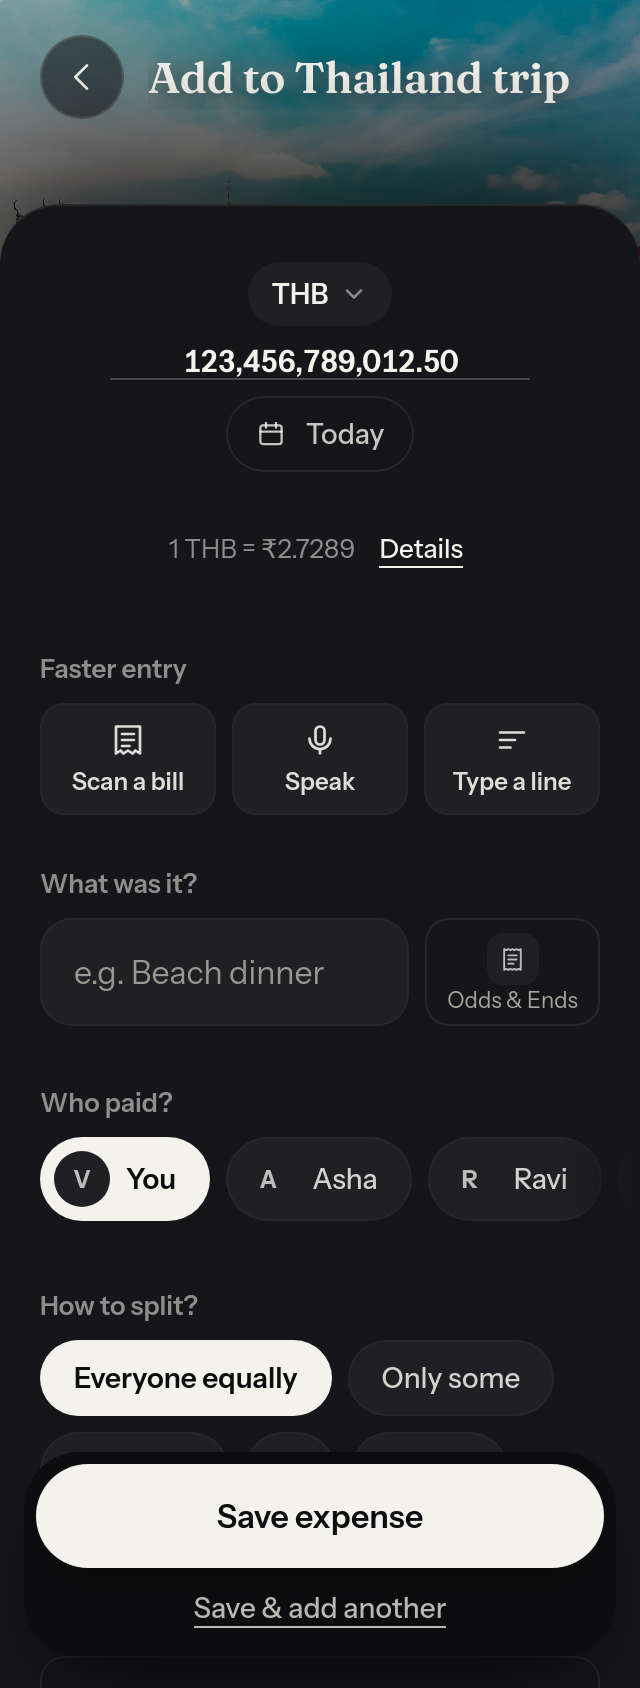 Add to Thailand trip
THB
123,456,789,012.50
Today
1 THB = ₹2.7289 Details
Faster entry
Scan a bill Speak Type a line
What was it?
e.g. Beach dinner
Odds & Ends
Who paid?
V You A Asha R Ravi
How to split?
Everyone equally Only some
Save expense
Save & add another